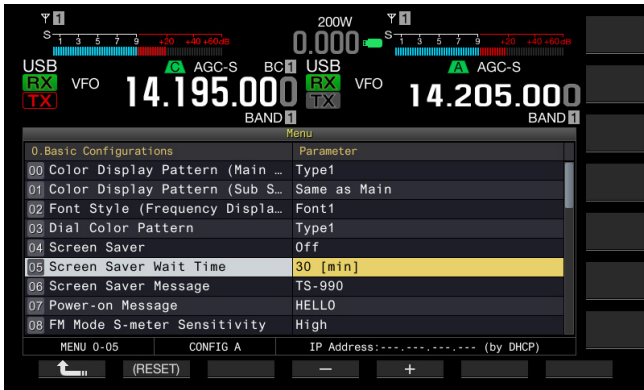 1 200W 1
S 1 3 5 7 9 +20 +40 +60dB 0.000 S 1 3 5 7 9 +20 +40 +60dB
USB C AGC-S BC1 USB A AGC-S
RX VFO 14.195.000 RX VFO 14.205.000
TX TX
BAND 1 BAND 1
Menu
0.Basic Configurations Parameter
00 Color Display Pattern (Main … Type1
01 Color Display Pattern (Sub S… Same as Main
02 Font Style (Frequency Displa… Font1
03 Dial Color Pattern Type1
04 Screen Saver Off
05 Screen Saver Wait Time 30 [min]
06 Screen Saver Message TS-990
07 Power-on Message HELLO
08 FM Mode S-meter Sensitivity High
MENU 0-05 CONFIG A IP Address:---.---.---.--- (by DHCP)
(RESET) − +